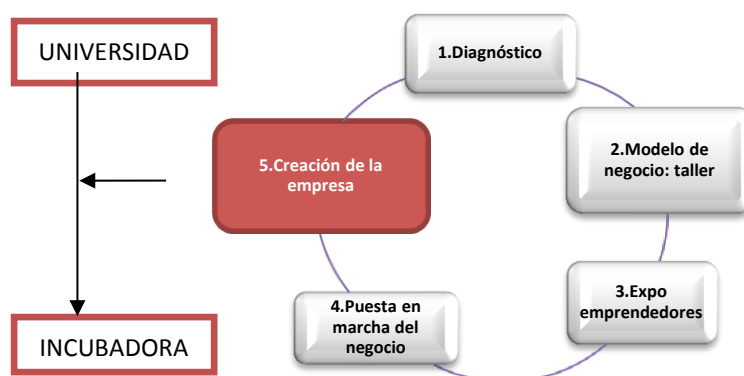 UNIVERSIDAD
1.Diagnóstico
2.Modelo de
negocio: taller
5.Creación de la
empresa
3.Expo
emprendedores
4.Puesta en
marcha del
negocio
INCUBADORA